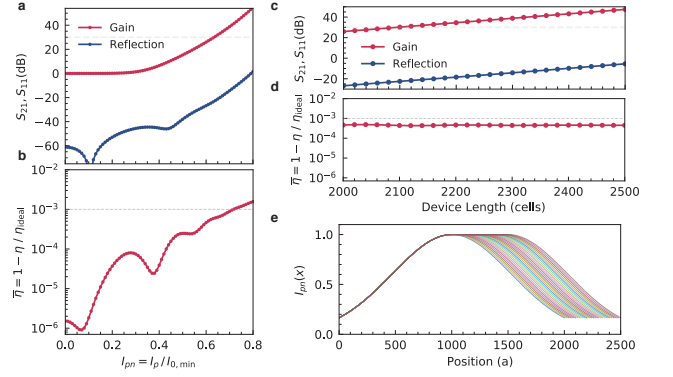 a
Gain
Reflection
S21, S11(dB)
40
20
0
−20
−40
−60
b
η̅ = 1 − η / ηideal
10⁻²
10⁻³
10⁻⁴
10⁻⁵
10⁻⁶
0.0 0.2 0.4 0.6 0.8
Ipn = Ip / I0, min
c
Gain
Reflection
S21, S11(dB)
40
20
0
−20
d
η̅ = 1 − η / ηideal
10⁻²
10⁻³
10⁻⁴
10⁻⁵
10⁻⁶
10⁻⁷
2000 2100 2200 2300 2400 2500
Device Length (cells)
e
Ipn(x)
1.0
0.5
0.0
0 500 1000 1500 2000 2500
Position (a)